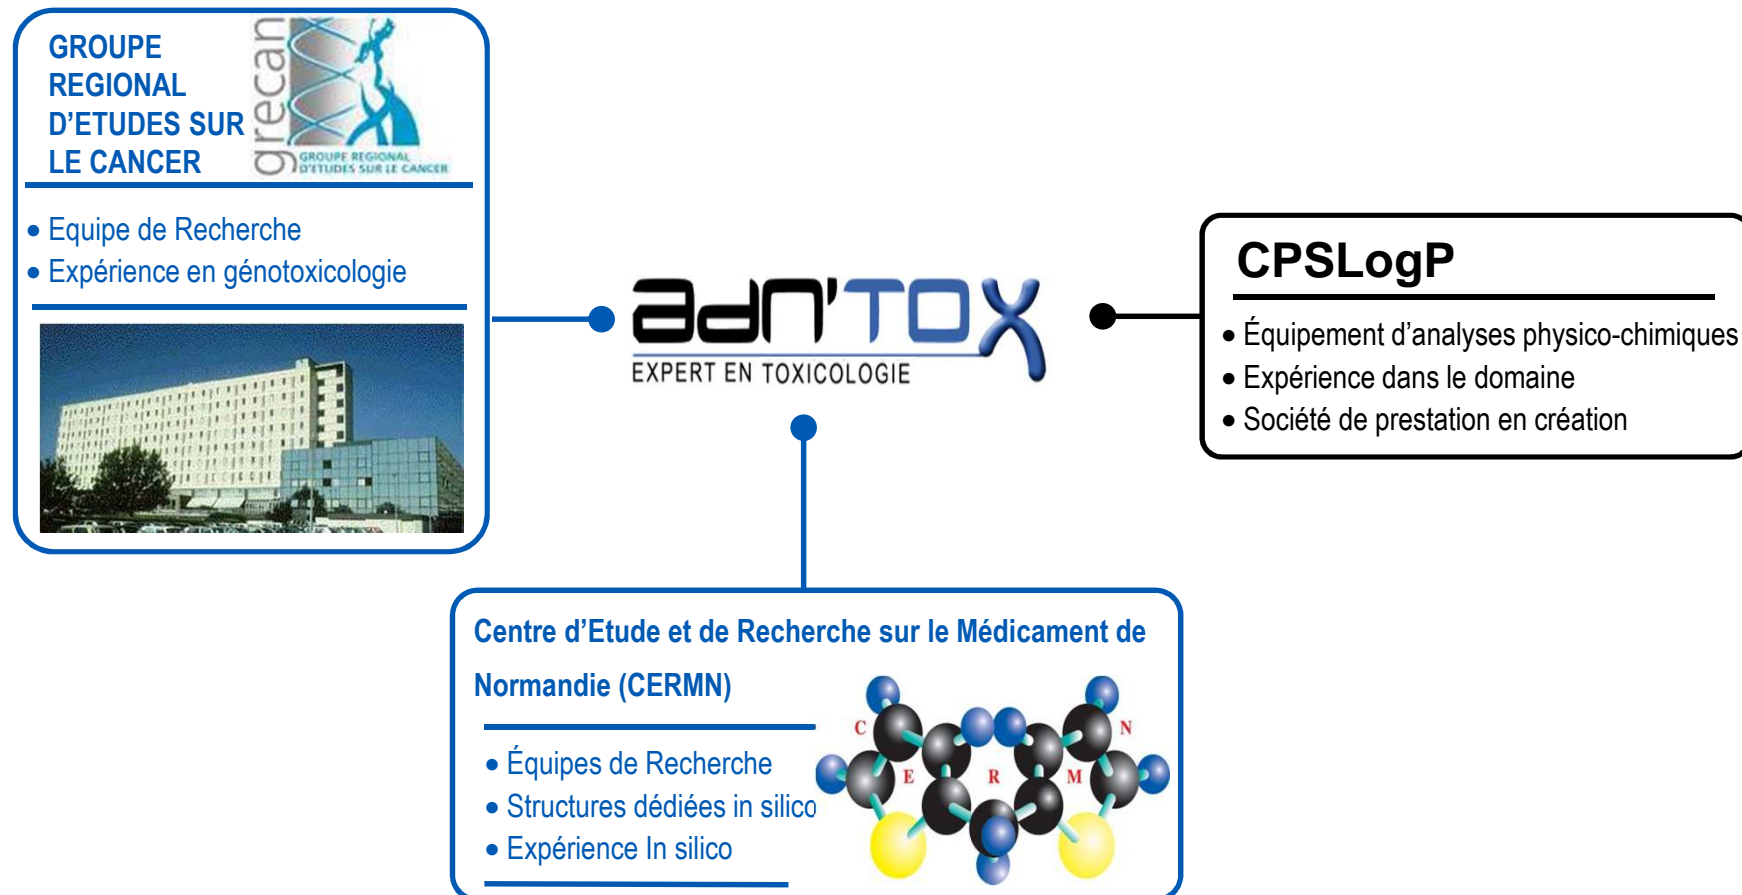 GROUPE
REGIONAL
D’ETUDES SUR
LE CANCER
grecan
GROUPE REGIONAL
D'ETUDES SUR LE CANCER
• Equipe de Recherche
• Expérience en génotoxicologie
aDN'TOX
EXPERT EN TOXICOLOGIE
CPSLogP
• Équipement d’analyses physico-chimiques
• Expérience dans le domaine
• Société de prestation en création
Centre d’Etude et de Recherche sur le Médicament de
Normandie (CERMN)
• Équipes de Recherche
• Structures dédiées in silico
• Expérience In silico
C E R M N